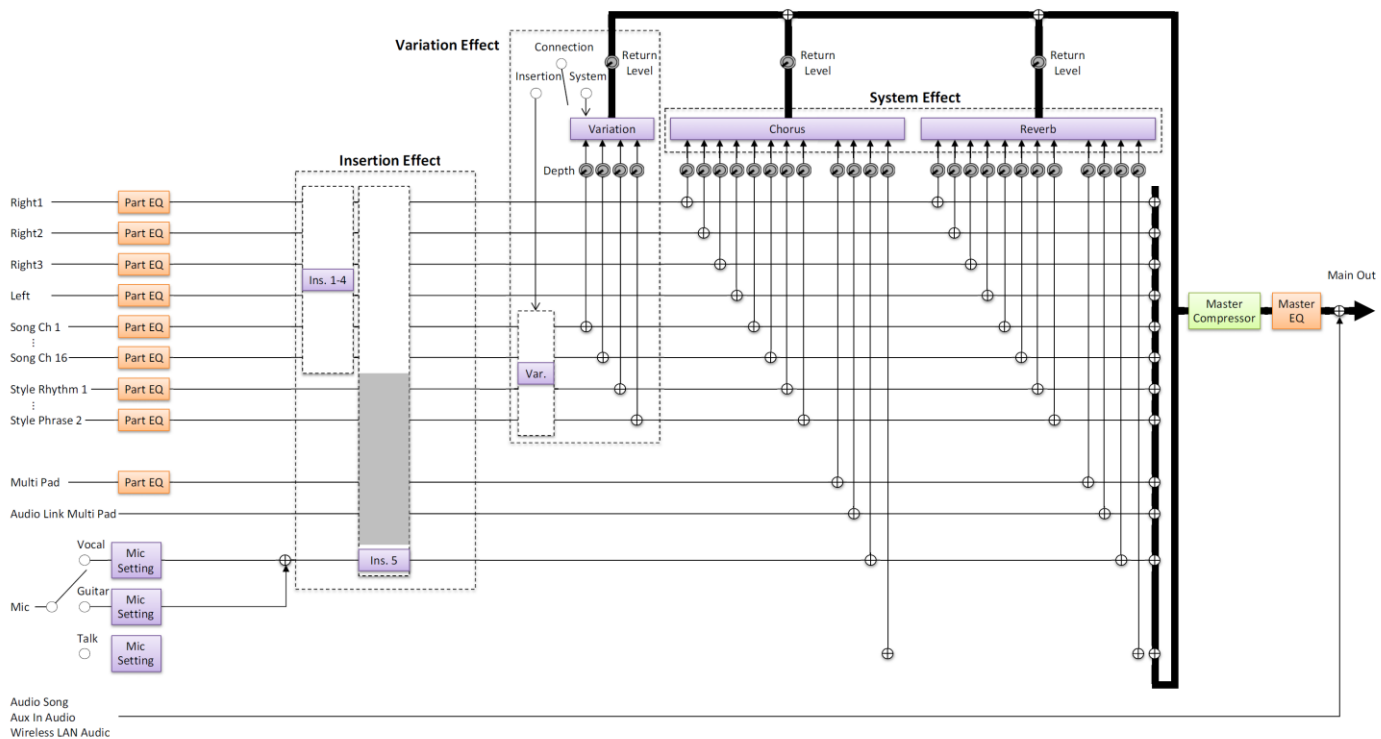 Variation Effect
Connection
Insertion
System
Return
Level
Return
Level
Return
Level
System Effect
Variation
Chorus
Reverb
Insertion Effect
Depth
Right1
Part EQ
Right2
Part EQ
Right3
Part EQ
Ins. 1-4
Left
Part EQ
Main Out
Song Ch 1
Part EQ
Master
Compressor
Master
EQ
Song Ch 16
Part EQ
Var.
Style Rhythm 1
Part EQ
Style Phrase 2
Part EQ
Multi Pad
Part EQ
Audio Link Multi Pad
Vocal
Mic
Setting
Ins. 5
Mic
Guitar
Mic
Setting
Talk
Mic
Setting
Audio Song
Aux In Audio
Wireless LAN Audic